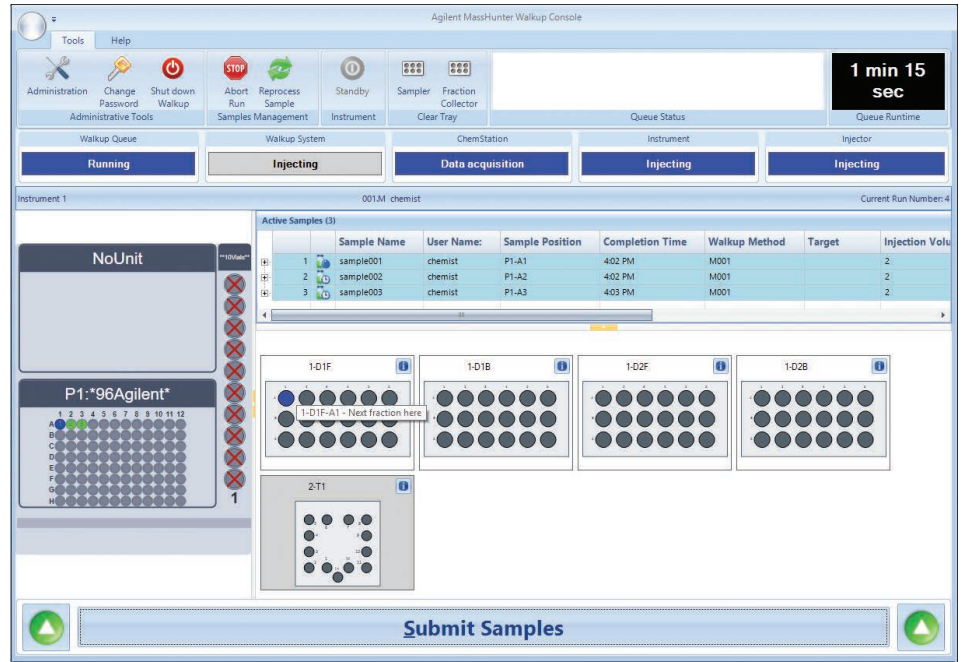 Agilent MassHunter Walkup Console
Tools Help
Administration Change Password Shut down Walkup
Administrative Tools
STOP
Abort Run Reprocess Sample
Samples Management
Standby
Instrument
Sampler Fraction Collector
Clear Tray
Queue Status
1 min 15 sec
Queue Runtime
Walkup Queue Walkup System ChemStation Instrument Injector
Running Injecting Data acquisition Injecting Injecting
Instrument 1 001.M chemist Current Run Number: 4
Active Samples (3)
Sample Name User Name: Sample Position Completion Time Walkup Method Target Injection Volu
1 sample001 chemist P1-A1 4:02 PM M001 2
2 sample002 chemist P1-A2 4:02 PM M001 2
3 sample003 chemist P1-A3 4:03 PM M001 2
NoUnit
**10Vials**
1
P1:*96Agilent*
1 2 3 4 5 6 7 8 9 10 11 12
A
B
C
D
E
F
G
H
1-D1F 1-D1B 1-D2F 1-D2B
1-D1F-A1 - Next fraction here
2-T1
Submit Samples